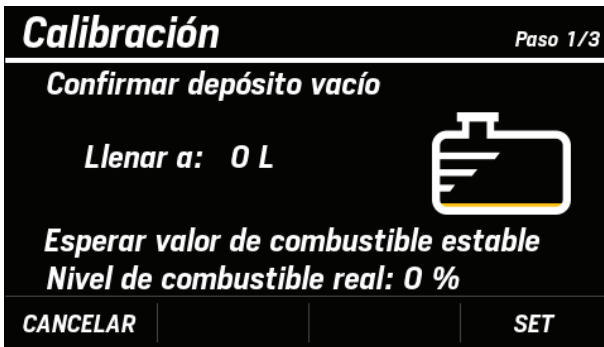 Calibración
Paso 1/3
Confirmar depósito vacío
Llenar a: 0 L
Esperar valor de combustible estable
Nivel de combustible real: 0 %
CANCELAR
SET